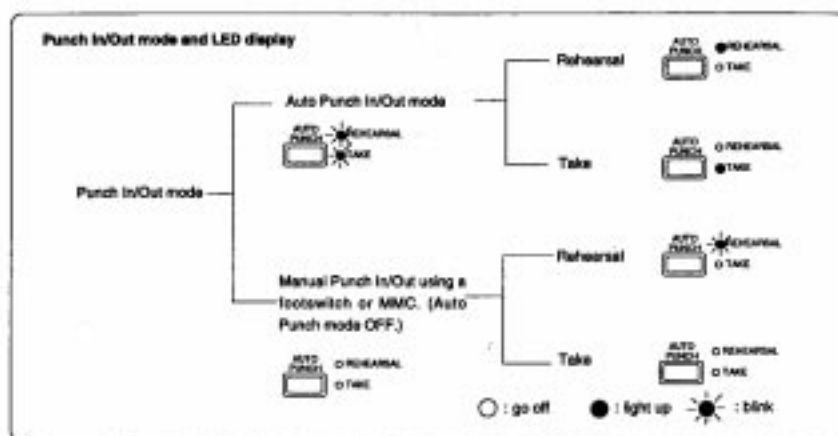 Punch In/Out mode and LED display
Rehearsal
AUTO
PUNCH
REHEARSAL
TAKE
Auto Punch In/Out mode
AUTO
PUNCH
REHEARSAL
TAKE
Take
AUTO
PUNCH
REHEARSAL
TAKE
Punch In/Out mode
Rehearsal
AUTO
PUNCH
REHEARSAL
TAKE
Manual Punch In/Out using a
footswitch or MMC. (Auto
Punch mode OFF.)
AUTO
PUNCH
REHEARSAL
TAKE
Take
AUTO
PUNCH
REHEARSAL
TAKE
: go off : light up : blink